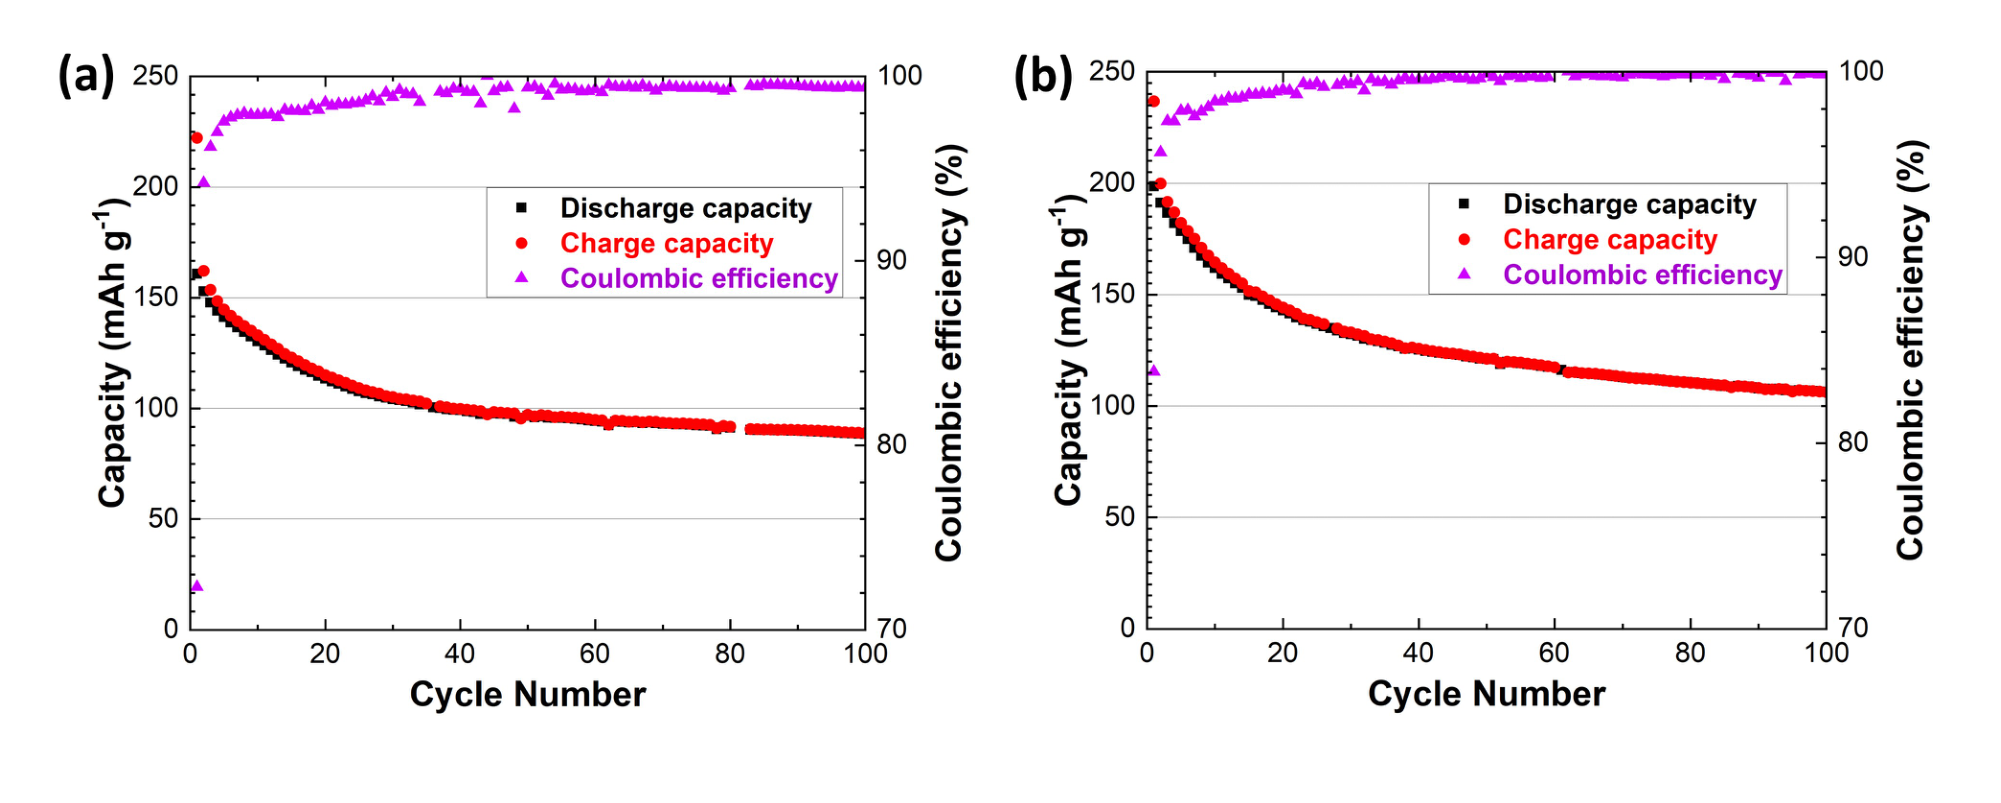 (a)
250
200
150
100
50
0
Capacity (mAh g-1)
100
90
80
70
Coulombic efficiency (%)
Discharge capacity
Charge capacity
Coulombic efficiency
0 20 40 60 80 100
Cycle Number
(b)
250
200
150
100
50
0
Capacity (mAh g-1)
100
90
80
70
Coulombic efficiency (%)
Discharge capacity
Charge capacity
Coulombic efficiency
0 20 40 60 80 100
Cycle Number